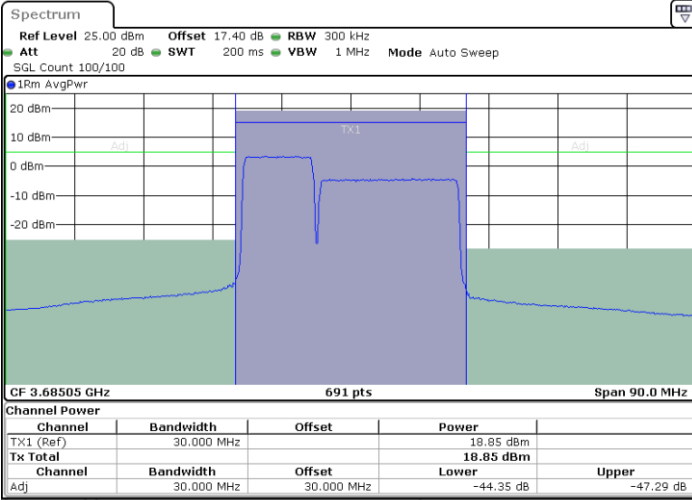 Spectrum
Ref Level 25.00 dBm Offset 17.40 dB RBW 300 kHz
Att 20 dB SWT 200 ms VBW 1 MHz Mode Auto Sweep
SGL Count 100/100
1Rm AvgPwr
20 dBm
TX1
10 dBm
Adj Adj
0 dBm
-10 dBm
-20 dBm
CF 3.68505 GHz 691 pts Span 90.0 MHz
Channel Power
Channel Bandwidth Offset Power
TX1 (Ref) 30.000 MHz 18.85 dBm
Tx Total 18.85 dBm
Channel Bandwidth Offset Lower Upper
Adj 30.000 MHz 30.000 MHz -44.35 dB -47.29 dB